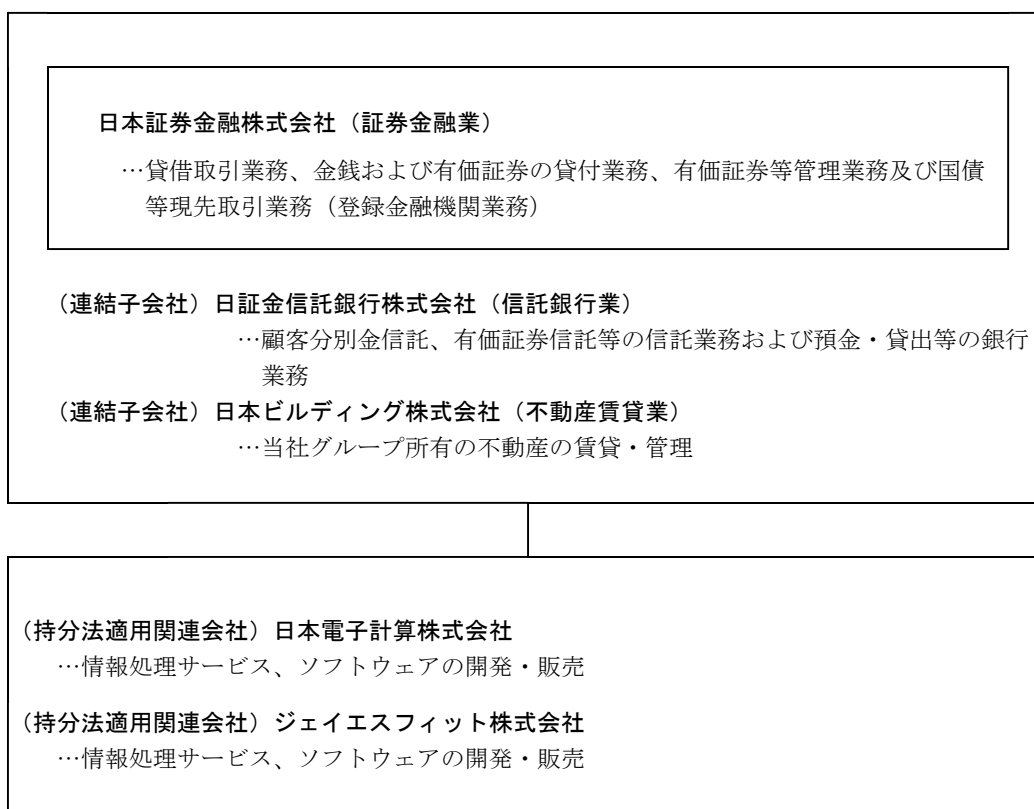 日本証券金融株式会社（証券金融業）
…貸借取引業務、金銭および有価証券の貸付業務、有価証券等管理業務及び国債
等現先取引業務（登録金融機関業務）
（連結子会社）日証金信託銀行株式会社（信託銀行業）
…顧客分別金信託、有価証券信託等の信託業務および預金・貸出等の銀行
業務
（連結子会社）日本ビルディング株式会社（不動産賃貸業）
…当社グループ所有の不動産の賃貸・管理
（持分法適用関連会社）日本電子計算株式会社
…情報処理サービス、ソフトウェアの開発・販売
（持分法適用関連会社）ジェイエスフィット株式会社
…情報処理サービス、ソフトウェアの開発・販売